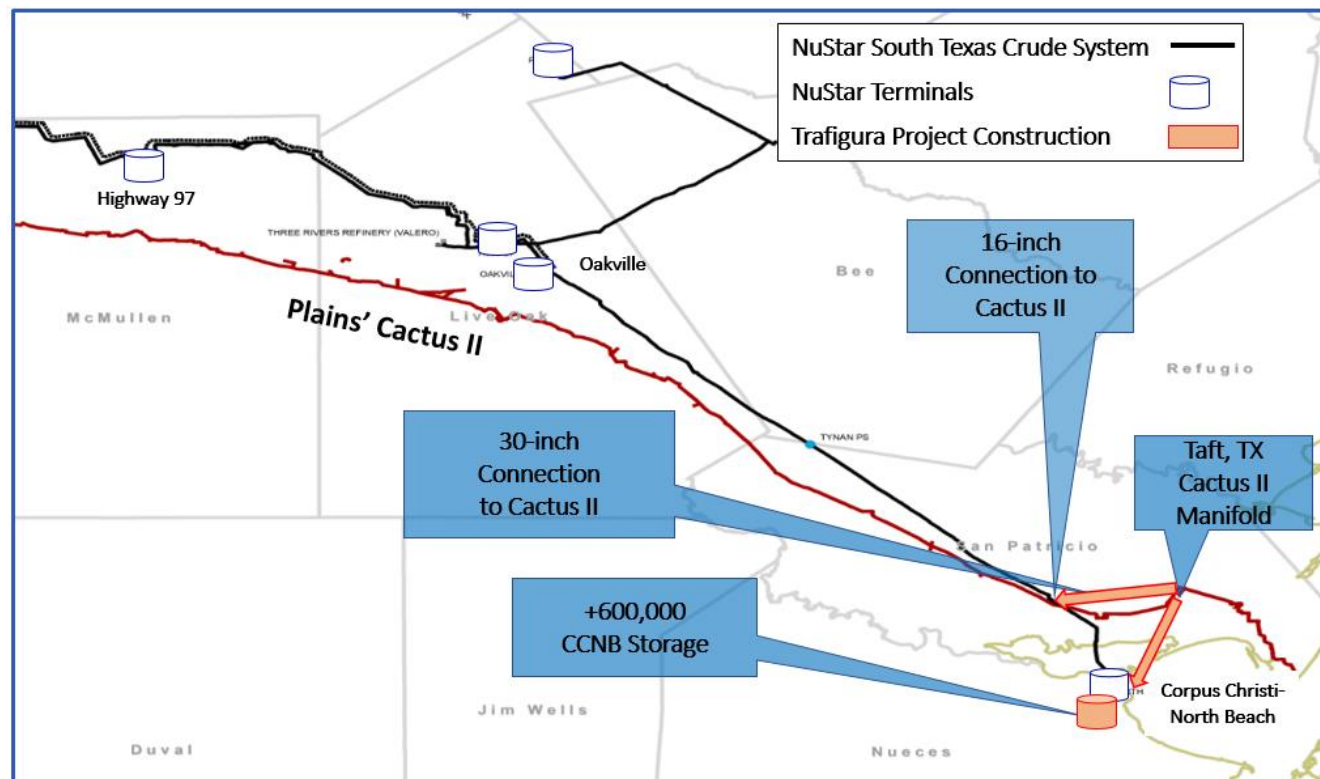 NuStar South Texas Crude System
NuStar Terminals
Trafigura Project Construction
Highway 97
THREE RIVERS REFINERY (VALERO)
Oakville
16-inch
Connection to
Cactus II
Bee
McMullen
Plains’ Cactus II
Live Oak
Refugio
30-inch
Connection
to Cactus II
TYNAN PS
Taft, TX
Cactus II
Manifold
San Patricio
+600,000
CCNB Storage
Corpus Christi-
North Beach
Jim Wells
Duval
Nueces